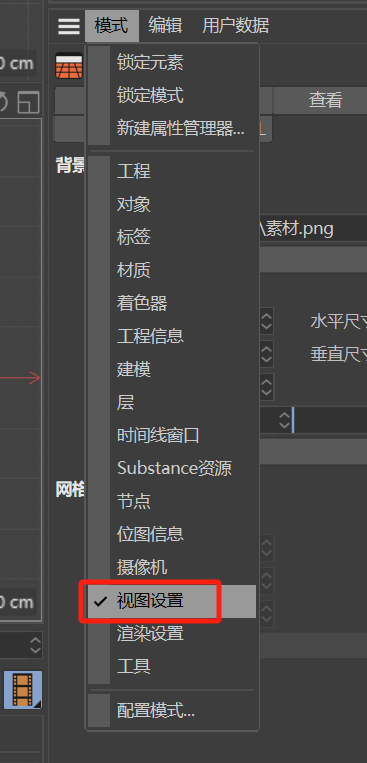 模式 编辑 用户数据
0 cm
锁定元素
锁定模式
查看
新建属性管理器...
背景
工程
对象
标签
\素材.png
材质
着色器
水平尺寸
工程信息
垂直尺寸
建模
层
时间线窗口
Substance资源
网格
节点
位图信息
摄像机
0 cm
视图设置
渲染设置
工具
配置模式...